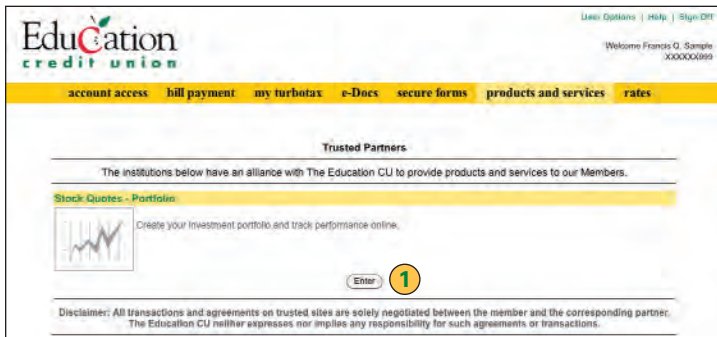 User Options | Help | Sign Off
Education
credit union
Welcome Francis Q. Sample
XXXXXX999
account access bill payment my turbotax e-Docs secure forms products and services rates
Trusted Partners
The institutions below have an alliance with The Education CU to provide products and services to our Members.
Stock Quotes - Portfolio
Create your investment portfolio and track performance online.
Enter 1
Disclaimer: All transactions and agreements on trusted sites are solely negotiated between the member and the corresponding partner.
The Education CU neither expresses nor implies any responsibility for such agreements or transactions.